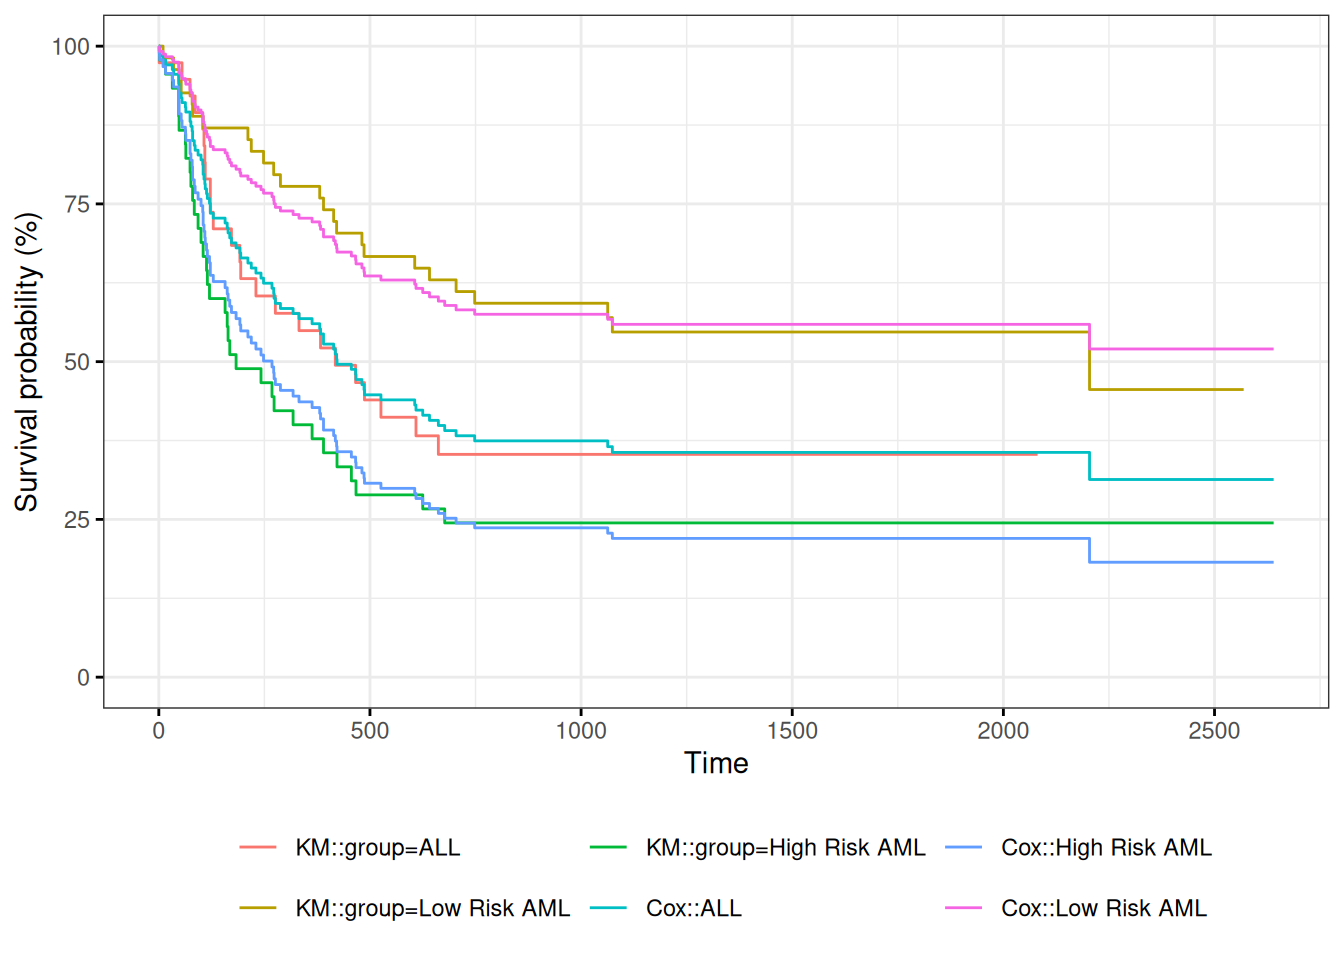 100
75
50
25
0
Survival probability (%)
0 500 1000 1500 2000 2500
Time
KM::group=ALL KM::group=High Risk AML Cox::High Risk AML
KM::group=Low Risk AML Cox::ALL Cox::Low Risk AML